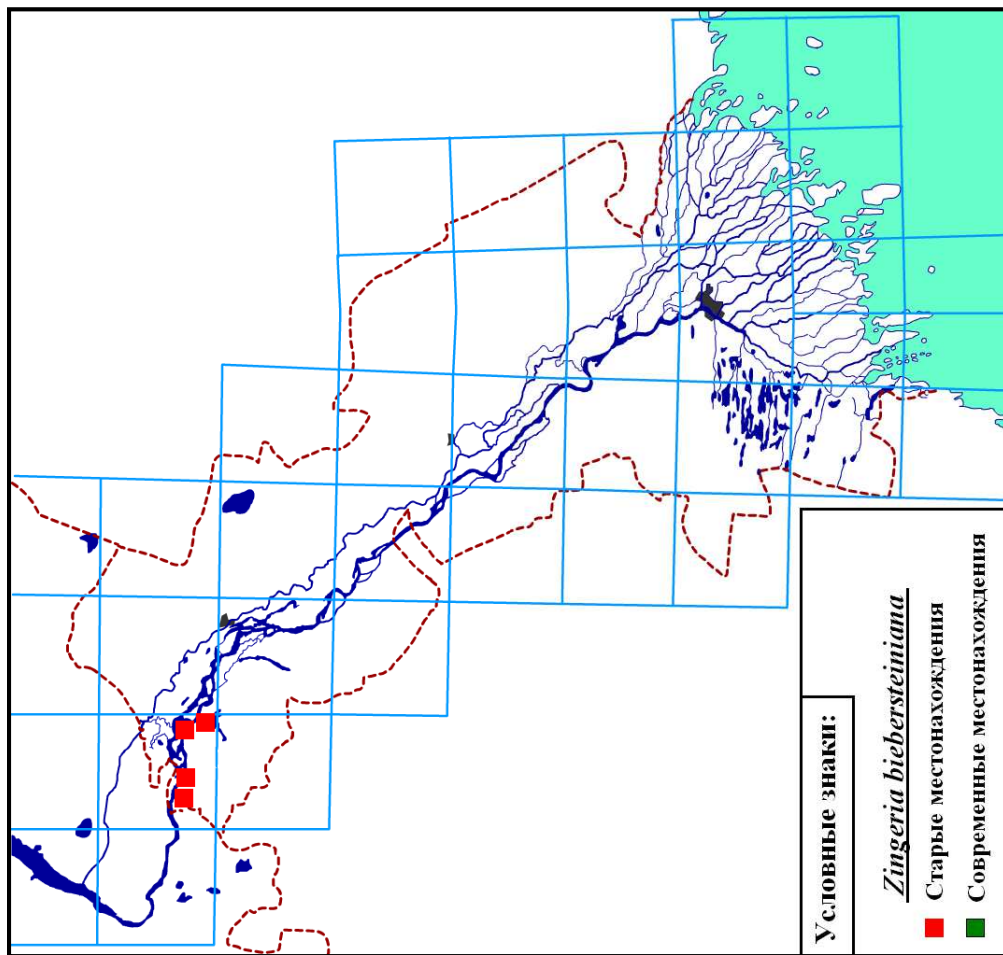 Условные знаки:
Zingeria biebersteiniana
Старые местонахождения
Современные местонахождения